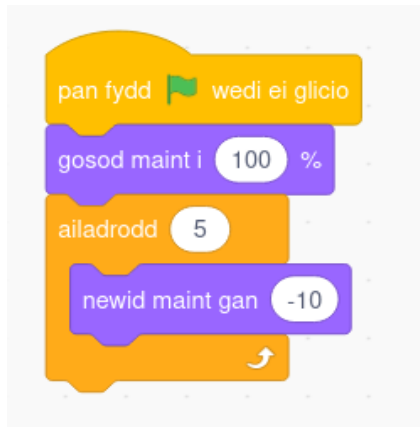 pan fydd wedi ei glicio
gosod maint i 100 %
ailadrodd 5
newid maint gan -10